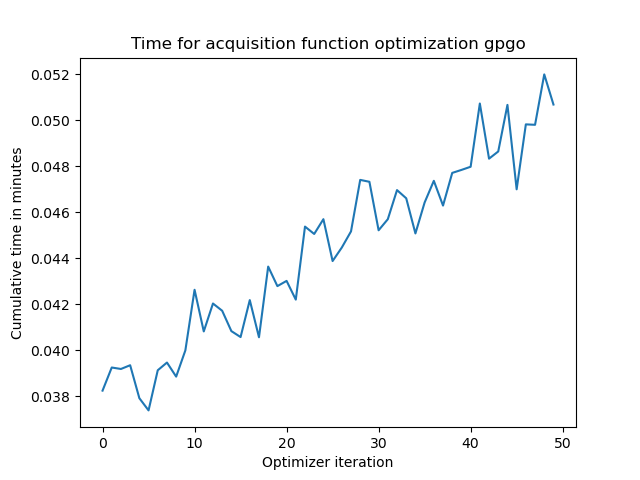 Time for acquisition function optimization gpgo
0.052
0.050
0.048
0.046
0.044
0.042
0.040
0.038
Cumulative time in minutes
0 10 20 30 40 50
Optimizer iteration